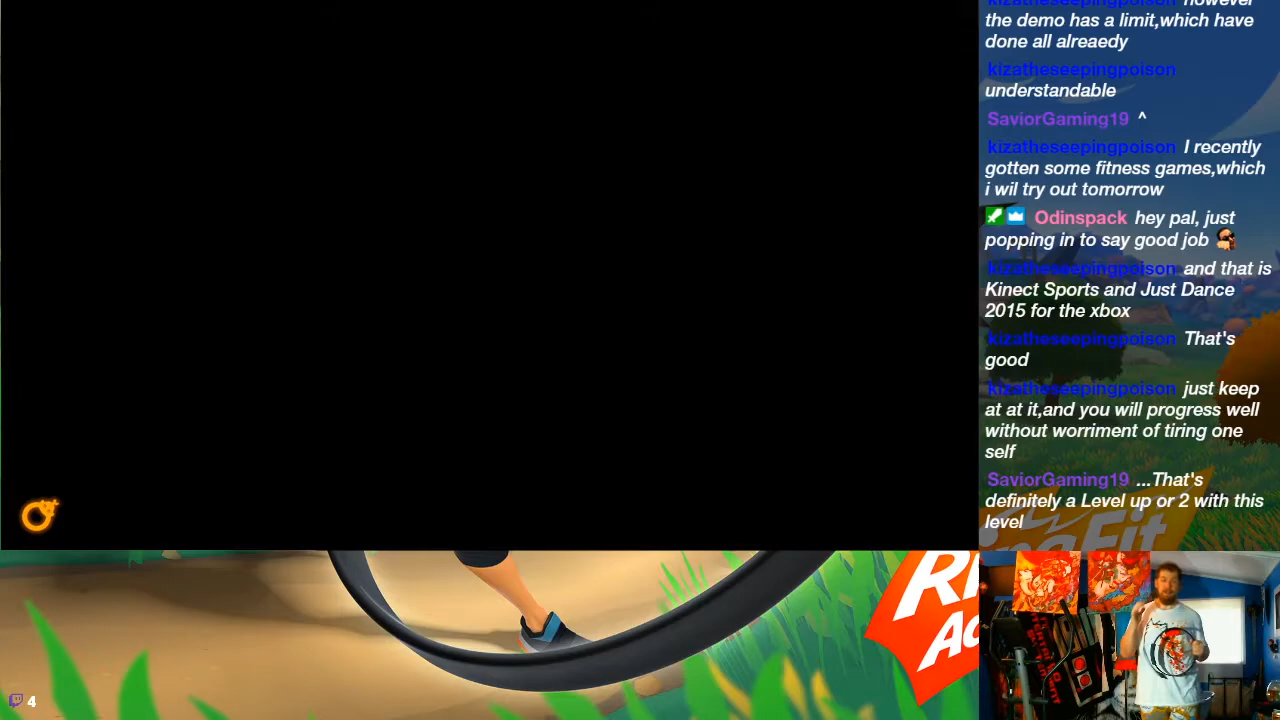 kizatheseepingpoison however
the demo has a limit,which have
done all alreaedy
kizatheseepingpoison
understandable
SaviorGaming19 ^
kizatheseepingpoison I recently
gotten some fitness games,which
i wil try out tomorrow
Odinspack hey pal, just
popping in to say good job
kizatheseepingpoison and that is
Kinect Sports and Just Dance
2015 for the xbox
kizatheseepingpoison That's
good
kizatheseepingpoison just keep
at at it,and you will progress well
without worriment of tiring one
self
SaviorGaming19 ...That's
definitely a Level up or 2 with this
level
4